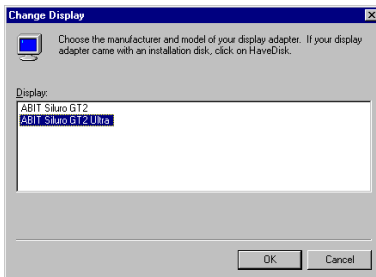 Change Display
Choose the manufacturer and model of your display adapter. If your display
adapter came with an installation disk, click on HaveDisk.
Display:
ABIT Siluro GT2
ABIT Siluro GT2 Ultra
OK Cancel